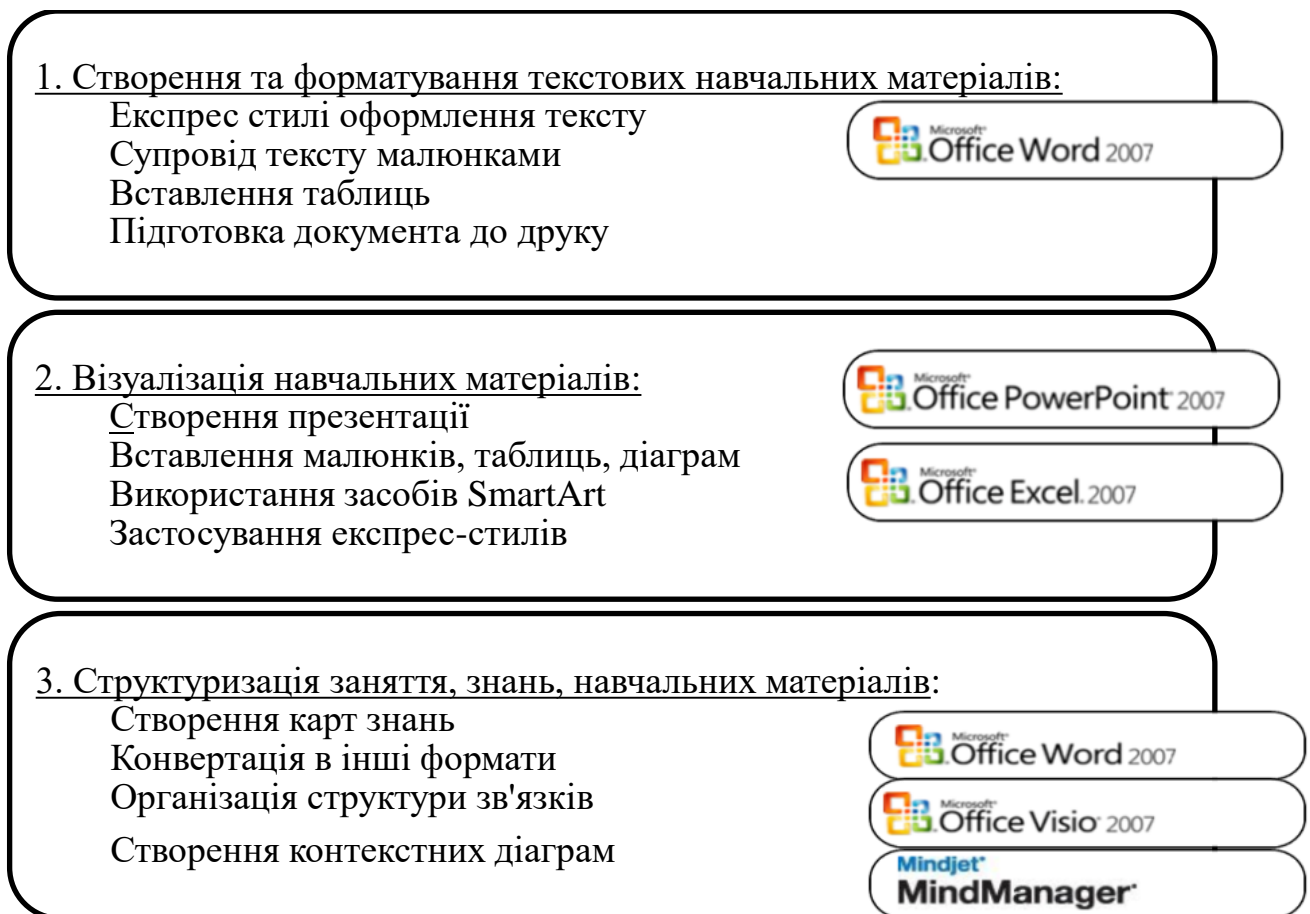 1. Створення та форматування текстових навчальних матеріалів:
Експрес стилі оформлення тексту
Супровід тексту малюнками
Вставлення таблиць
Підготовка документа до друку
Microsoft
Office Word 2007
2. Візуалізація навчальних матеріалів:
Створення презентації
Вставлення малюнків, таблиць, діаграм
Використання засобів SmartArt
Застосування експрес-стилів
Microsoft
Office PowerPoint 2007
Microsoft
Office Excel 2007
3. Структуризація заняття, знань, навчальних матеріалів:
Створення карт знань
Конвертація в інші формати
Організація структури зв'язків
Створення контекстних діаграм
Microsoft
Office Word 2007
Microsoft
Office Visio 2007
Mindjet
MindManager